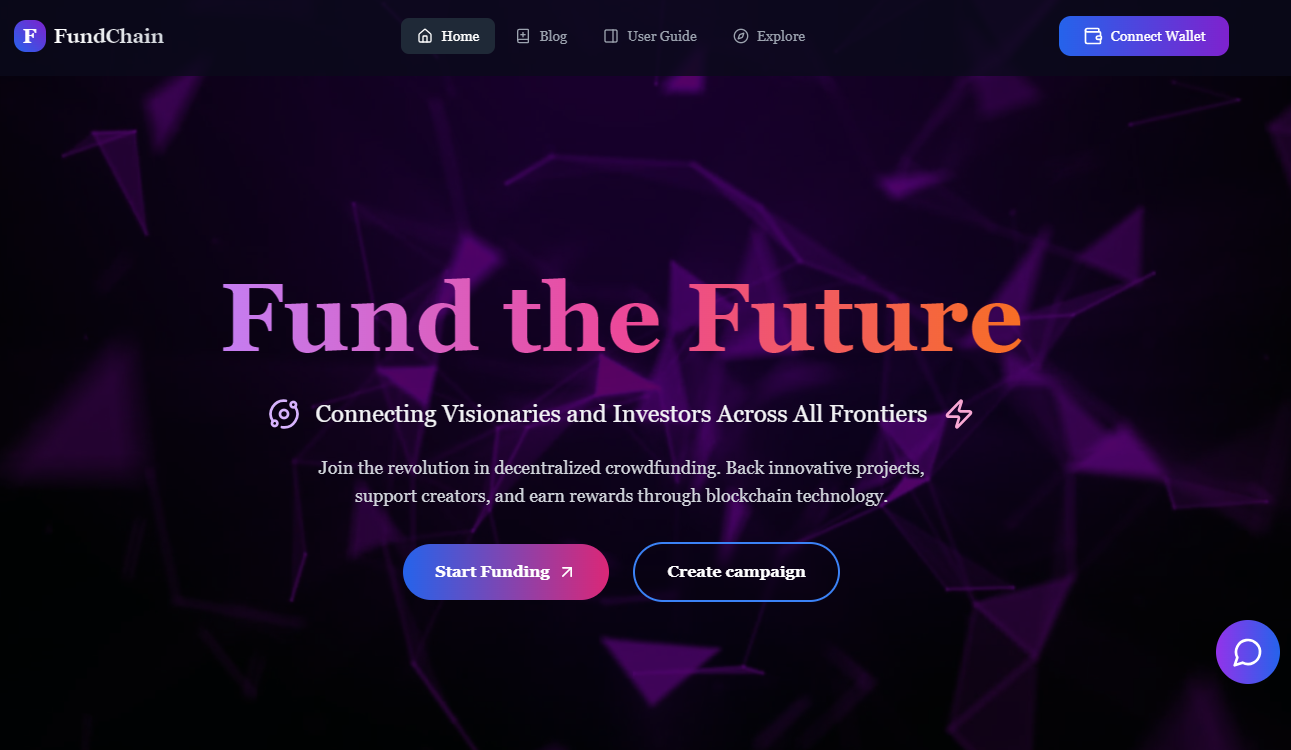 F FundChain
Home
Blog
User Guide
Explore
Connect Wallet
Fund the Future
Connecting Visionaries and Investors Across All Frontiers
Join the revolution in decentralized crowdfunding. Back innovative projects,
support creators, and earn rewards through blockchain technology.
Start Funding
Create campaign